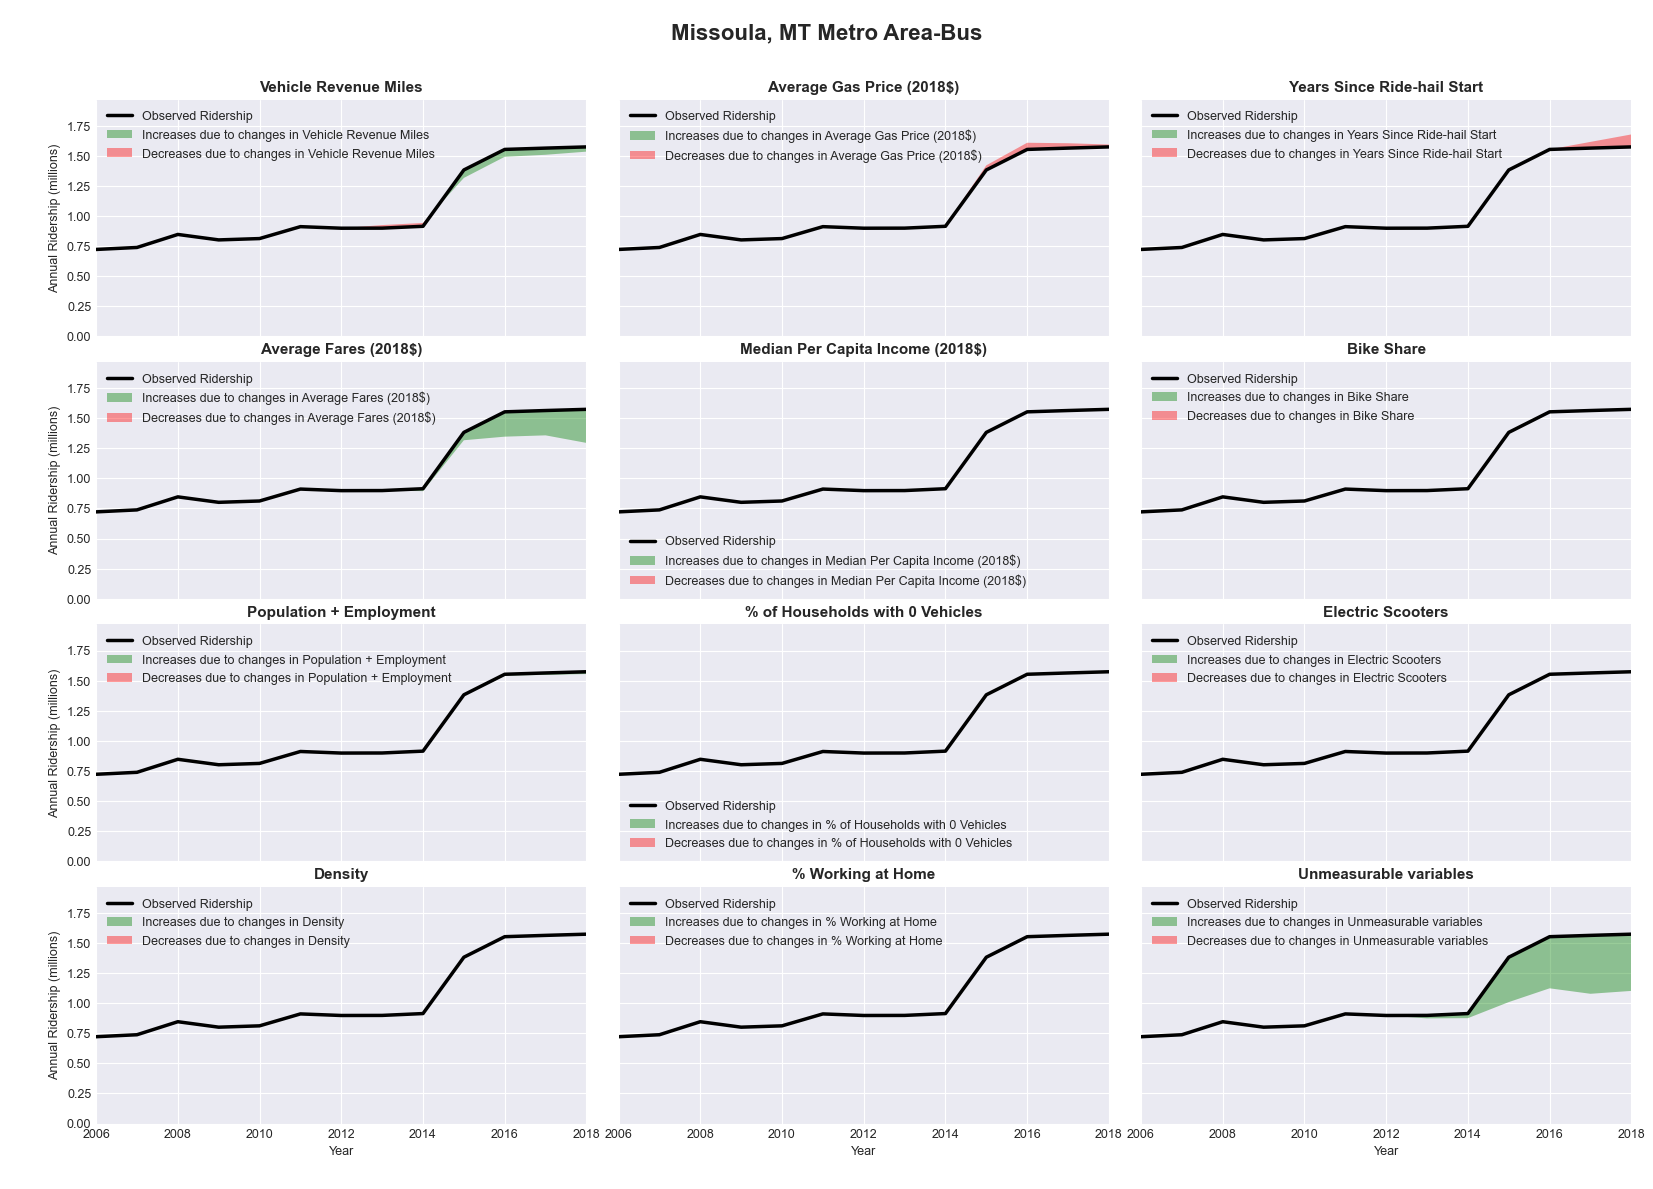 Missoula, MT Metro Area-Bus
Vehicle Revenue Miles
Observed Ridership
Increases due to changes in Vehicle Revenue Miles
Decreases due to changes in Vehicle Revenue Miles
Annual Ridership (millions)
1.75
1.50
1.25
1.00
0.75
0.50
0.25
0.00
Average Gas Price (2018$)
Observed Ridership
Increases due to changes in Average Gas Price (2018$)
Decreases due to changes in Average Gas Price (2018$)
Years Since Ride-hail Start
Observed Ridership
Increases due to changes in Years Since Ride-hail Start
Decreases due to changes in Years Since Ride-hail Start
Average Fares (2018$)
Observed Ridership
Increases due to changes in Average Fares (2018$)
Decreases due to changes in Average Fares (2018$)
Annual Ridership (millions)
1.75
1.50
1.25
1.00
0.75
0.50
0.25
0.00
Median Per Capita Income (2018$)
Observed Ridership
Increases due to changes in Median Per Capita Income (2018$)
Decreases due to changes in Median Per Capita Income (2018$)
Bike Share
Observed Ridership
Increases due to changes in Bike Share
Decreases due to changes in Bike Share
Population + Employment
Observed Ridership
Increases due to changes in Population + Employment
Decreases due to changes in Population + Employment
Annual Ridership (millions)
1.75
1.50
1.25
1.00
0.75
0.50
0.25
0.00
% of Households with 0 Vehicles
Observed Ridership
Increases due to changes in % of Households with 0 Vehicles
Decreases due to changes in % of Households with 0 Vehicles
Electric Scooters
Observed Ridership
Increases due to changes in Electric Scooters
Decreases due to changes in Electric Scooters
Density
Observed Ridership
Increases due to changes in Density
Decreases due to changes in Density
Annual Ridership (millions)
1.75
1.50
1.25
1.00
0.75
0.50
0.25
0.00
2006 2008 2010 2012 2014 2016 2018
Year
% Working at Home
Observed Ridership
Increases due to changes in % Working at Home
Decreases due to changes in % Working at Home
2006 2008 2010 2012 2014 2016 2018
Year
Unmeasurable variables
Observed Ridership
Increases due to changes in Unmeasurable variables
Decreases due to changes in Unmeasurable variables
2006 2008 2010 2012 2014 2016 2018
Year